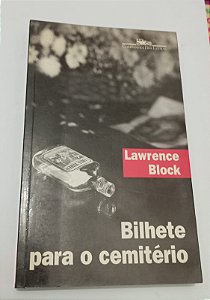 Lawrence
Block
Bilhete
para o cemitério